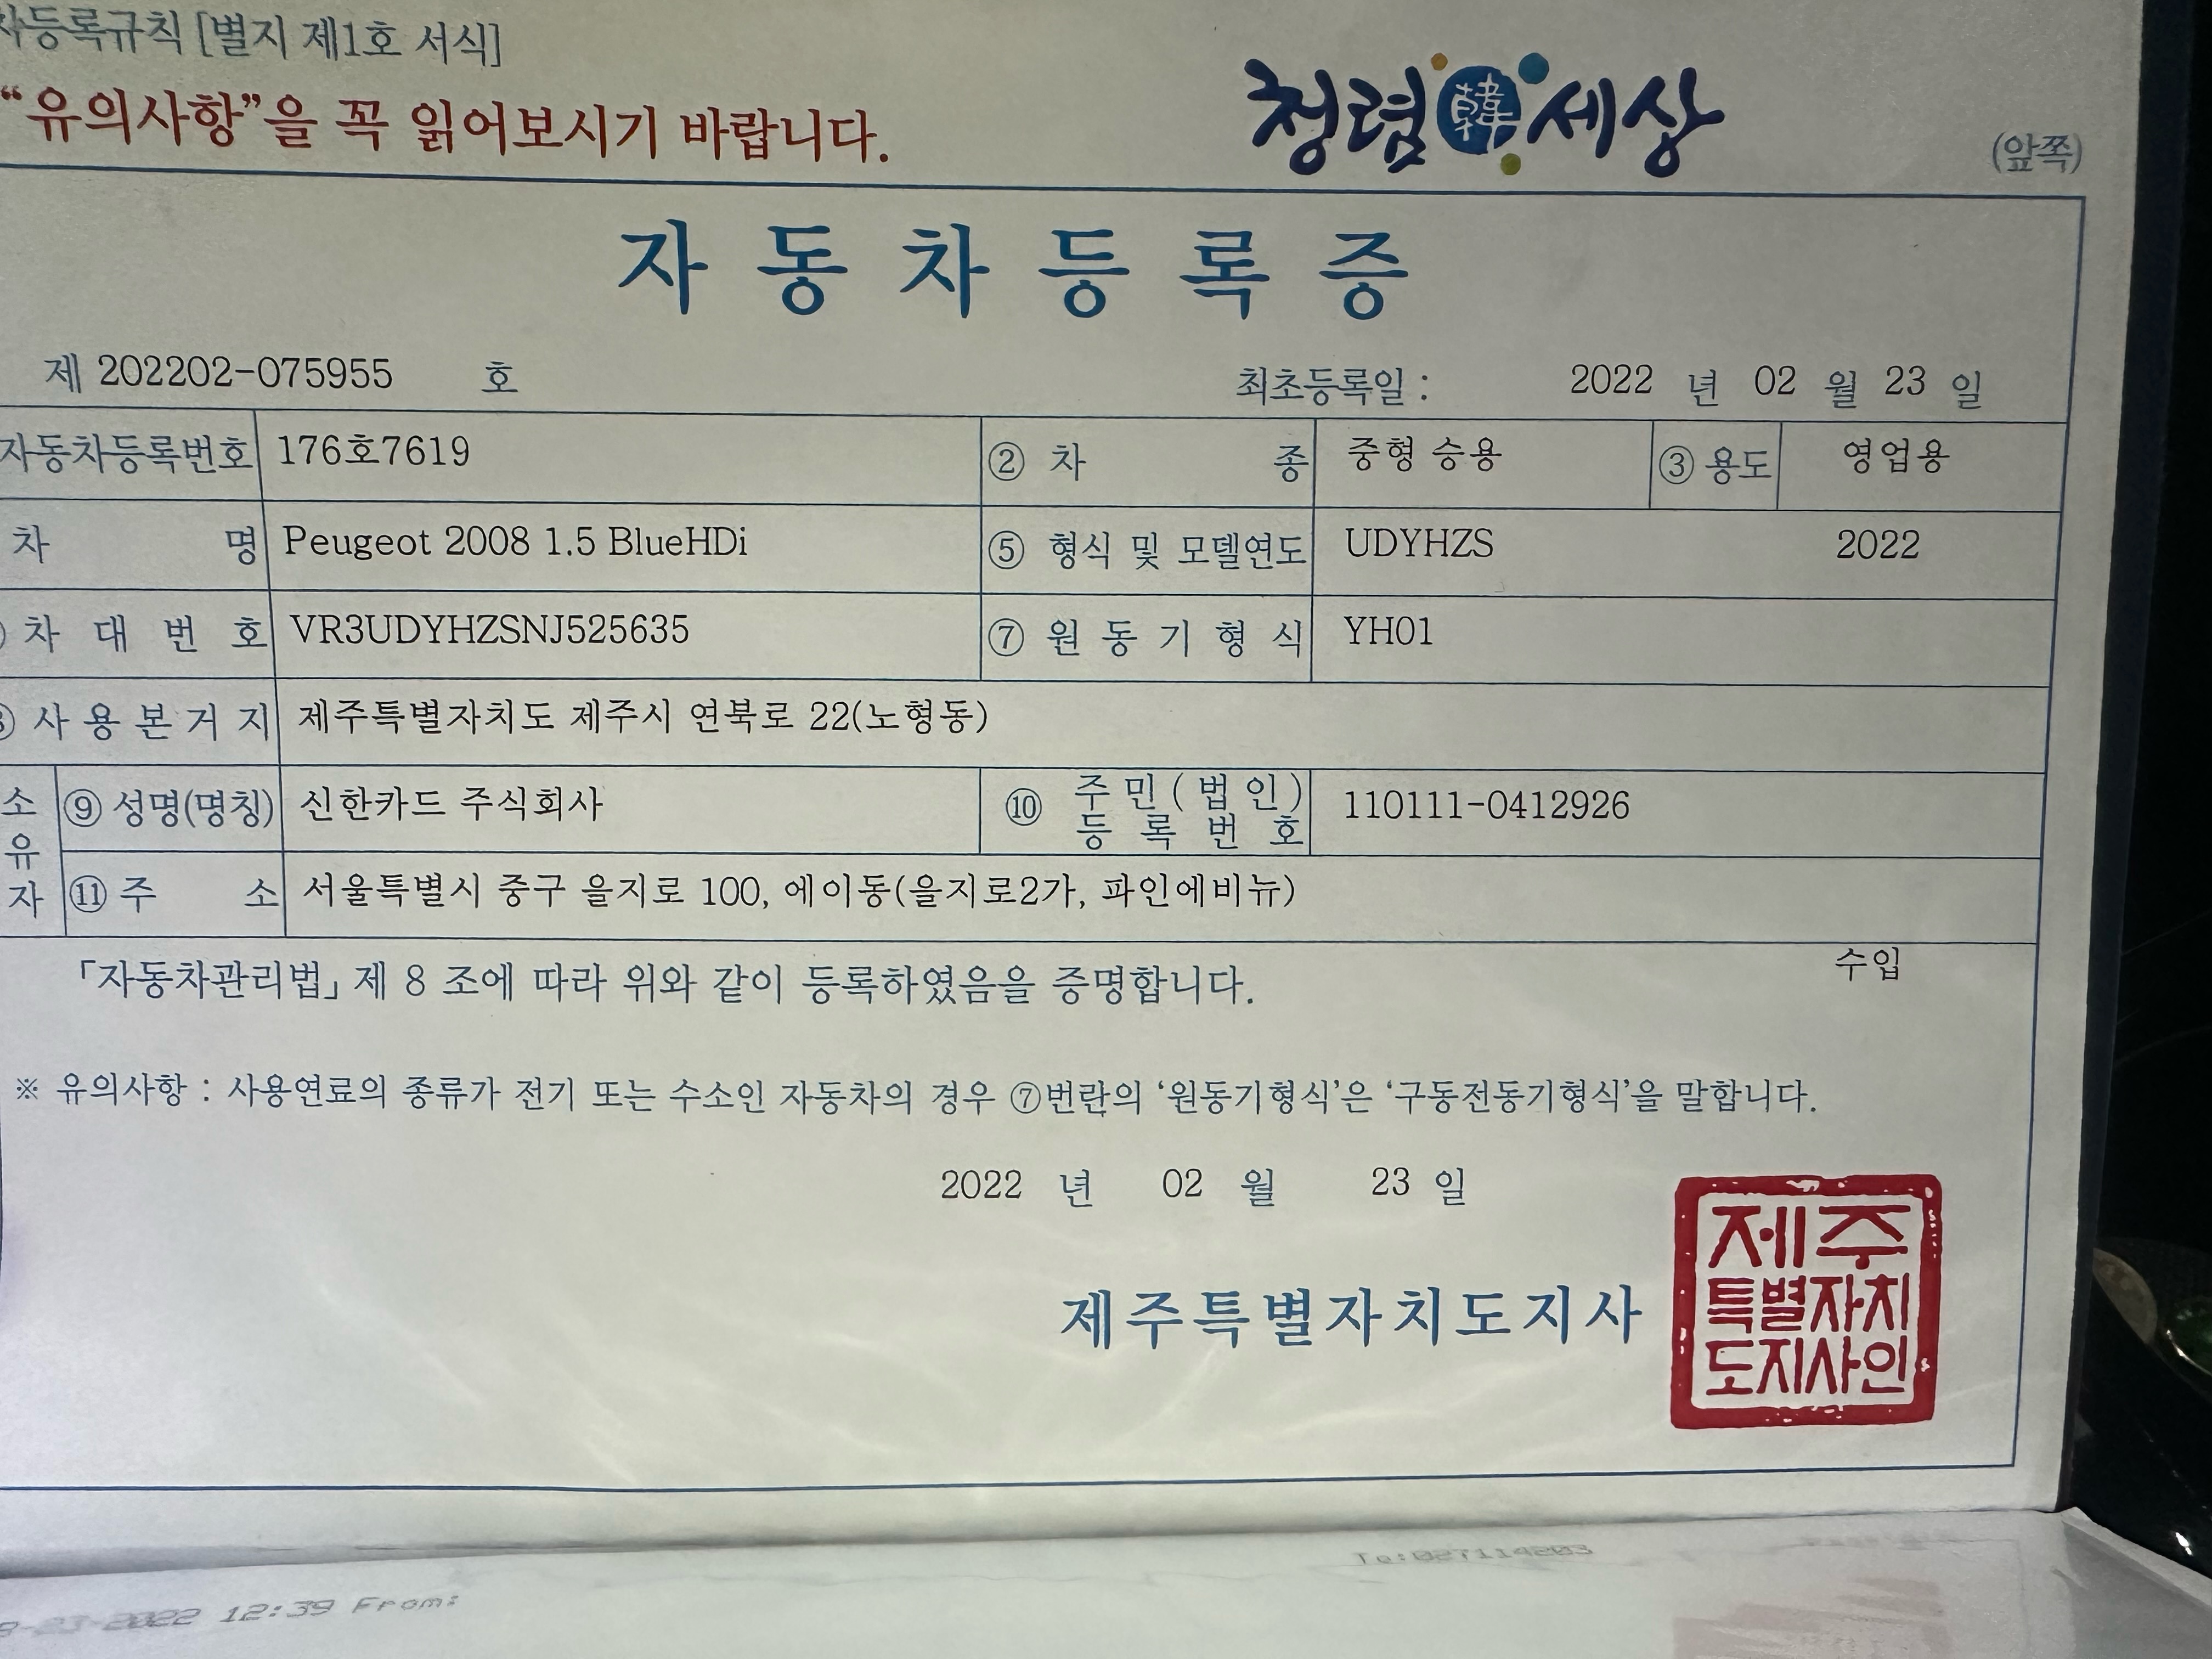 차등록규칙 [별지 제1호 서식]
“유의사항”을 꼭 읽어보시기 바랍니다.
청렴韓세상
(앞쪽)
자동차등록증
제 202202-075955 호 최초등록일 : 2022 년 02 월 23 일
자동차등록번호 176호7619 ② 차 종 중형 승용 ③ 용도 영업용
차 명 Peugeot 2008 1.5 BlueHDi ⑤ 형식 및 모델연도 UDYHZS 2022
차 대 번 호 VR3UDYHZSNJ525635 ⑦ 원 동 기 형 식 YH01
⑧ 사 용 본 거 지 제주특별자치도 제주시 연북로 22(노형동)
소유자 ⑨ 성명(명칭) 신한카드 주식회사 ⑩ 주 민 ( 법 인 ) 등 록 번 호 110111-0412926
⑪ 주 소 서울특별시 중구 을지로 100, 에이동(을지로2가, 파인에비뉴)
수입
「자동차관리법」 제 8 조에 따라 위와 같이 등록하였음을 증명합니다.
※ 유의사항 : 사용연료의 종류가 전기 또는 수소인 자동차의 경우 ⑦번란의 ‘원동기형식’은 ‘구동전동기형식’을 말합니다.
2022 년 02 월 23 일
제주특별자치도지사
제주
특별자치
도지사인
2022 12:39 From: